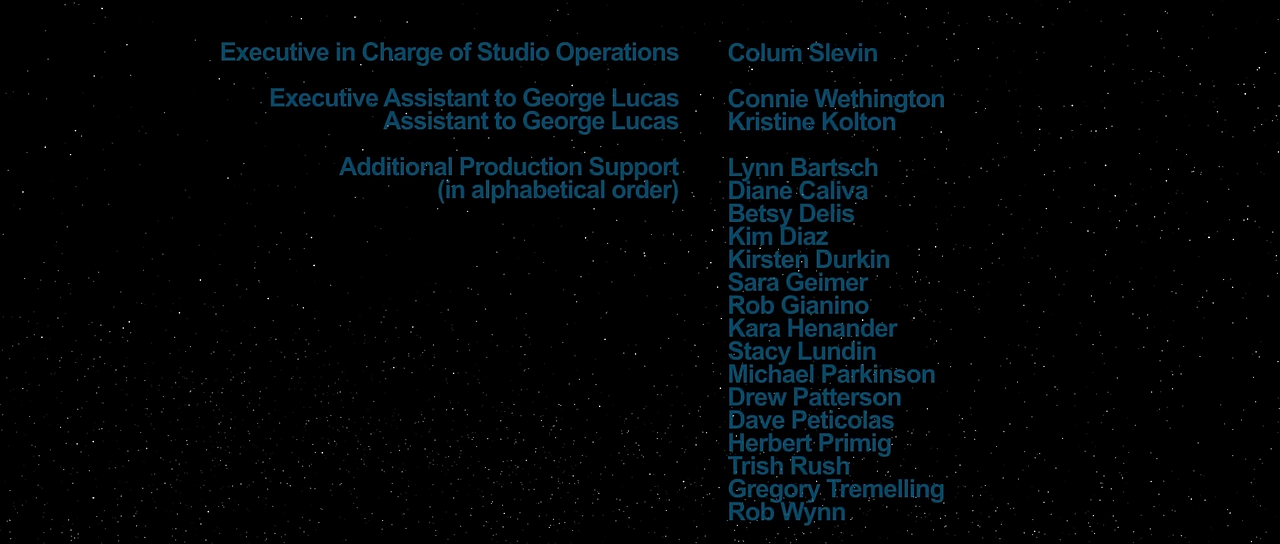 Executive in Charge of Studio Operations Colum Slevin
Executive Assistant to George Lucas Connie Wethington
Assistant to George Lucas Kristine Kolton
Additional Production Support Lynn Bartsch
(in alphabetical order) Diane Caliva
Betsy Delis
Kim Diaz
Kirsten Durkin
Sara Geimer
Rob Gianino
Kara Henander
Stacy Lundin
Michael Parkinson
Drew Patterson
Dave Peticolas
Herbert Primig
Trish Rush
Gregory Tremelling
Rob Wynn